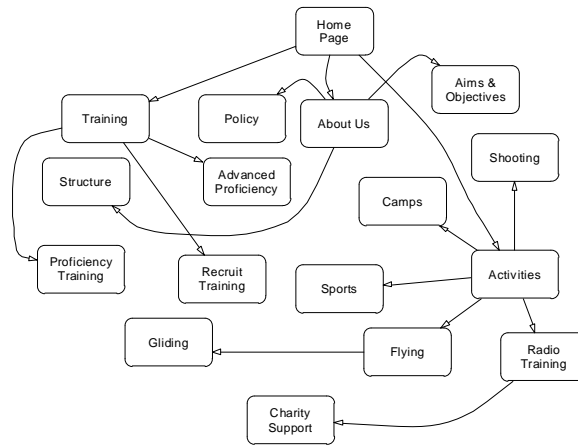 Home
Page
Aims &
Objectives
Training
Policy
About Us
Shooting
Structure
Advanced
Proficiency
Camps
Proficiency
Training
Recruit
Training
Sports
Activities
Gliding
Flying
Radio
Training
Charity
Support